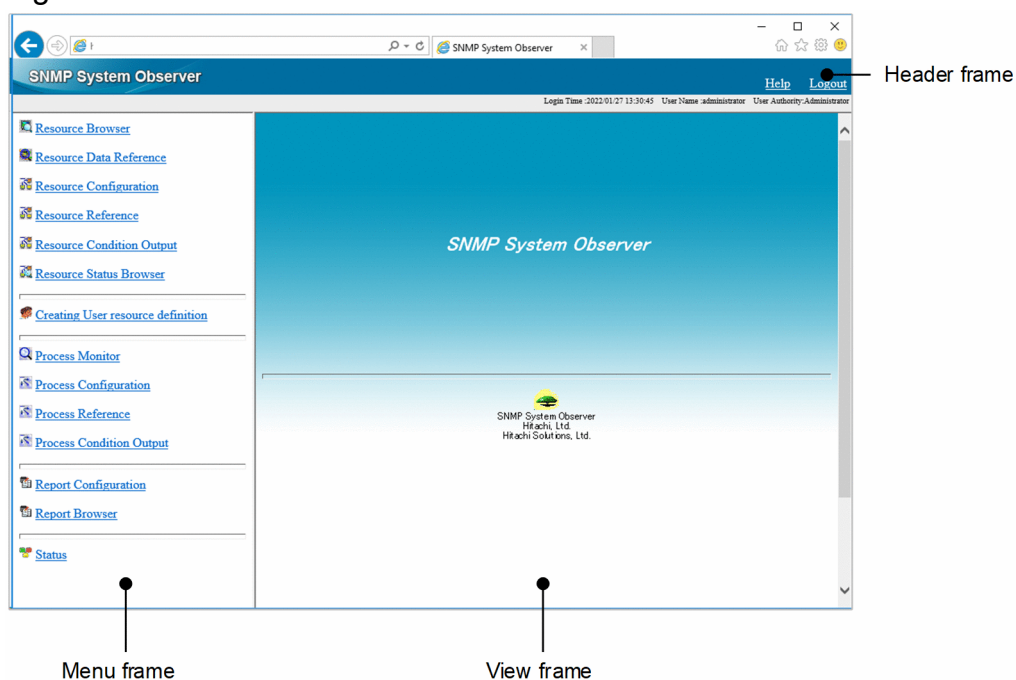 SNMP System Observer
SNMP System Observer
Help Logout
Header frame
Login Time :2022/01/27 13:30:45 User Name :administrator User Authority:Administrator
Resource Browser
Resource Data Reference
Resource Configuration
Resource Reference
Resource Condition Output
Resource Status Browser
Creating User resource definition
Process Monitor
Process Configuration
Process Reference
Process Condition Output
Report Configuration
Report Browser
Status
SNMP System Observer
SNMP System Observer
Hitachi, Ltd.
Hitachi Solutions, Ltd.
Menu frame
View frame